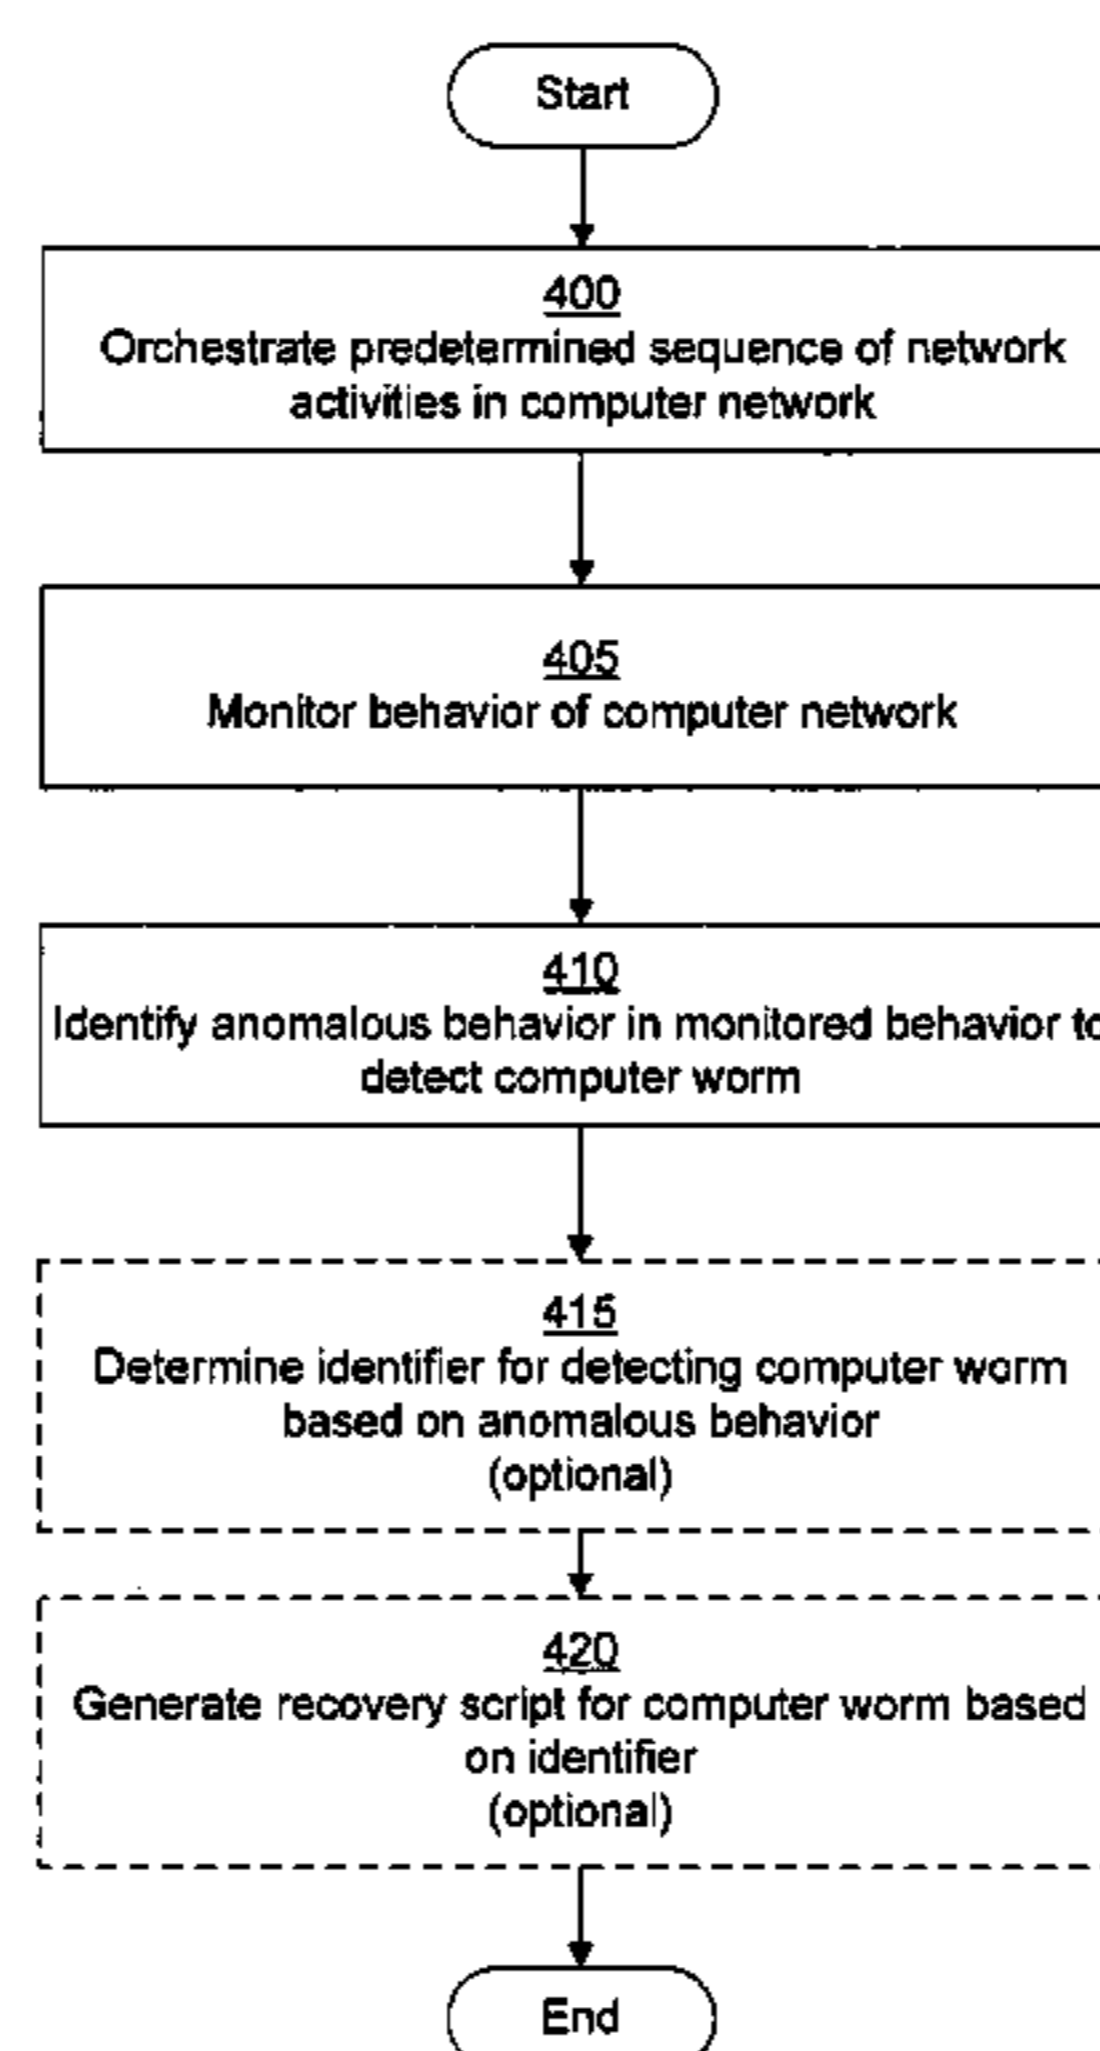 Start
400
Orchestrate predetermined sequence of network
activities in computer network
405
Monitor behavior of computer network
410
Identify anomalous behavior in monitored behavior to
detect computer worm
415
Determine identifier for detecting computer worm
based on anomalous behavior
(optional)
420
Generate recovery script for computer worm based
on identifier
(optional)
End